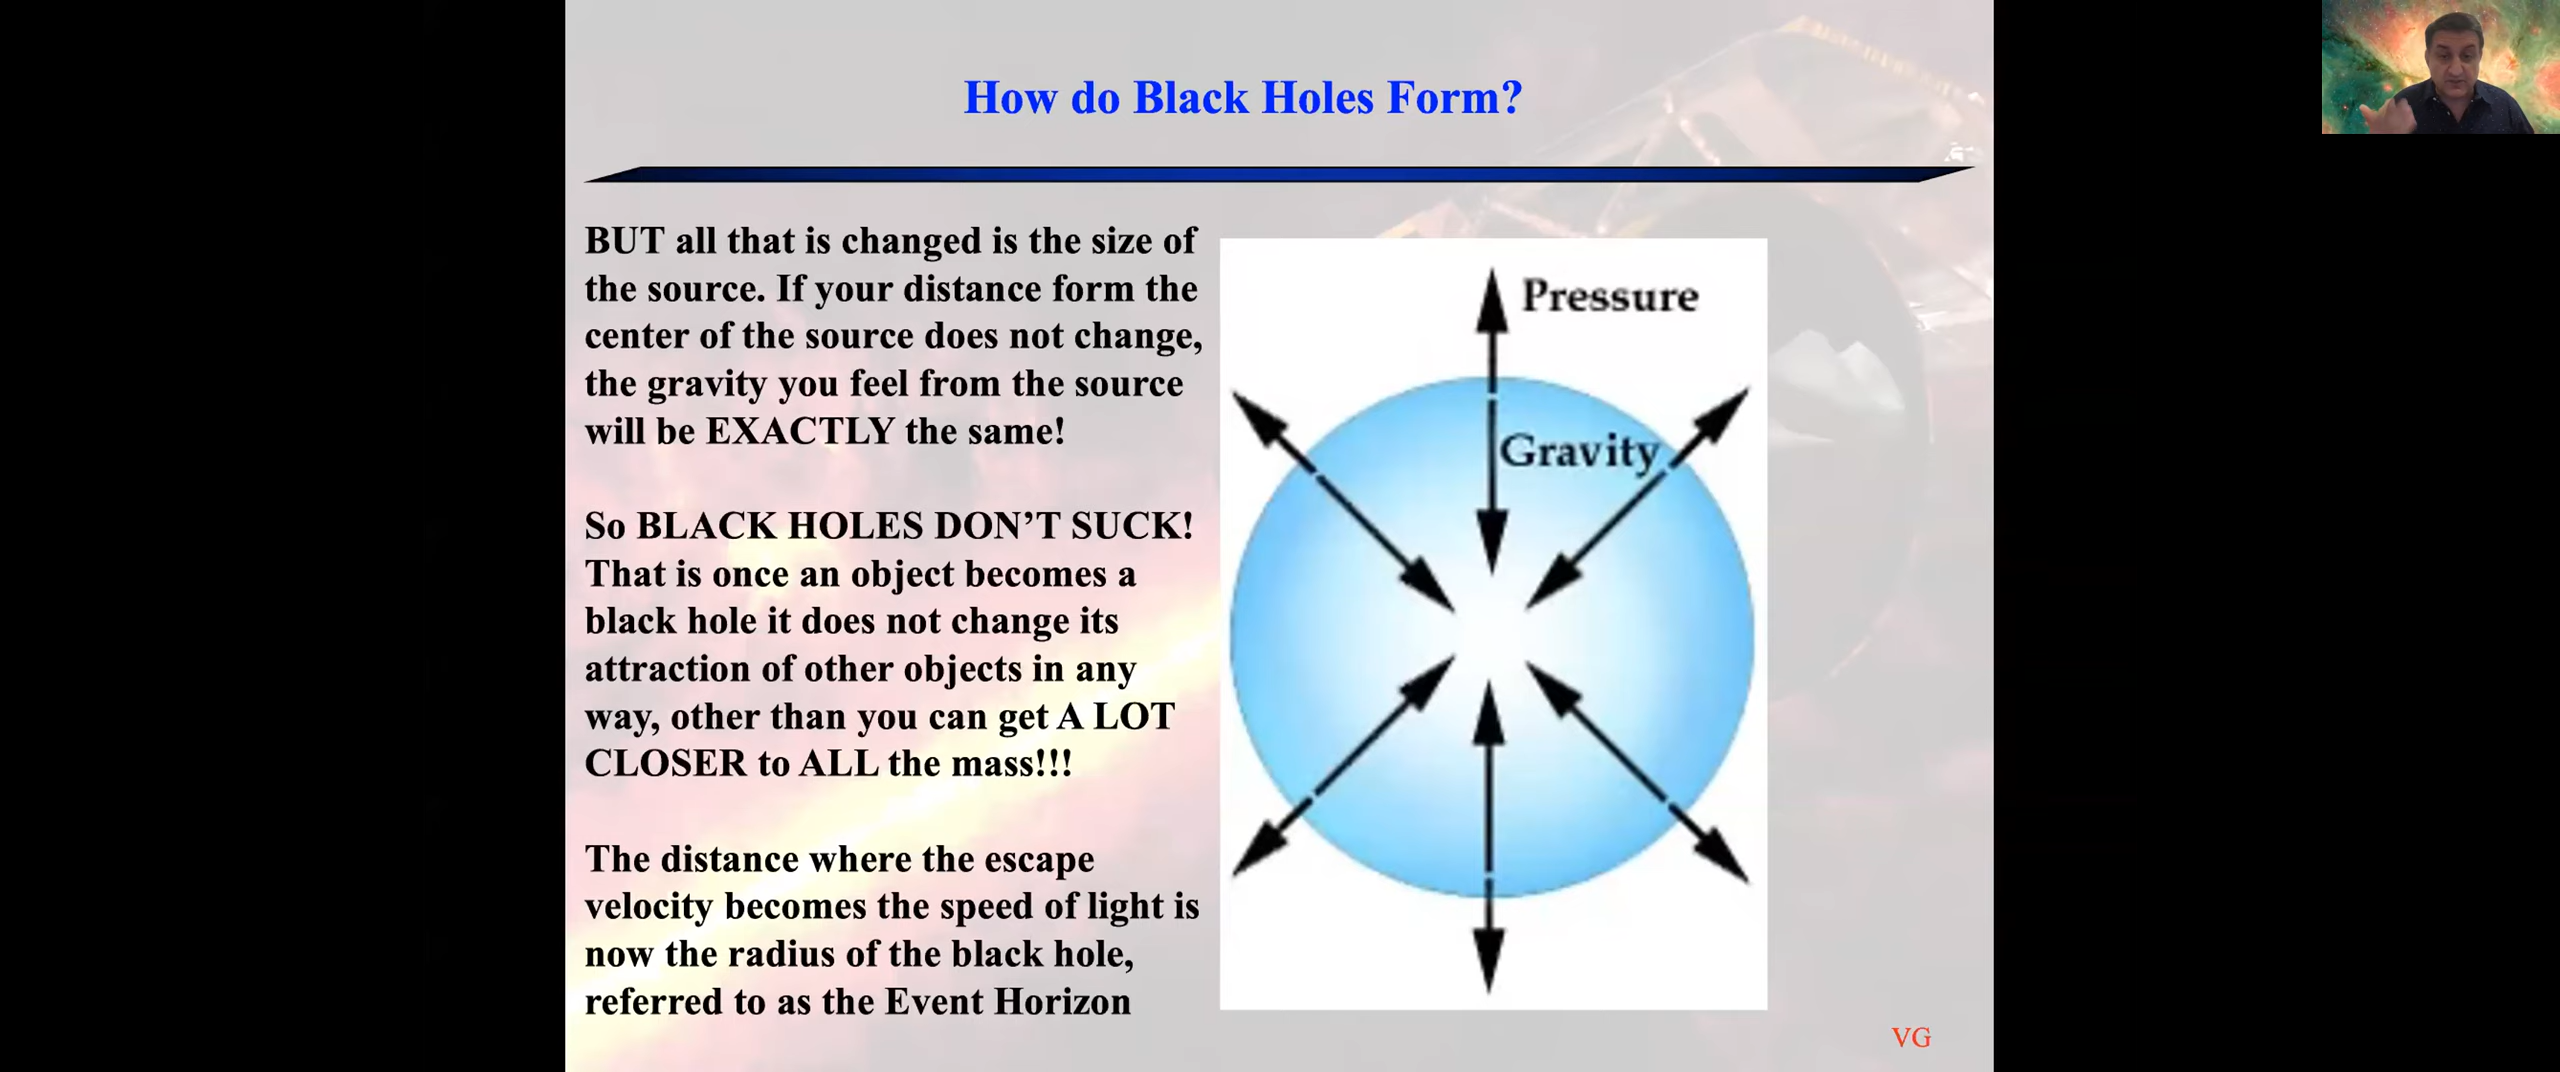 How do Black Holes Form?
BUT all that is changed is the size of
the source. If your distance form the
center of the source does not change,
the gravity you feel from the source
will be EXACTLY the same!
So BLACK HOLES DON’T SUCK!
That is once an object becomes a
black hole it does not change its
attraction of other objects in any
way, other than you can get A LOT
CLOSER to ALL the mass!!!
The distance where the escape
velocity becomes the speed of light is
now the radius of the black hole,
referred to as the Event Horizon
Pressure
Gravity
VG